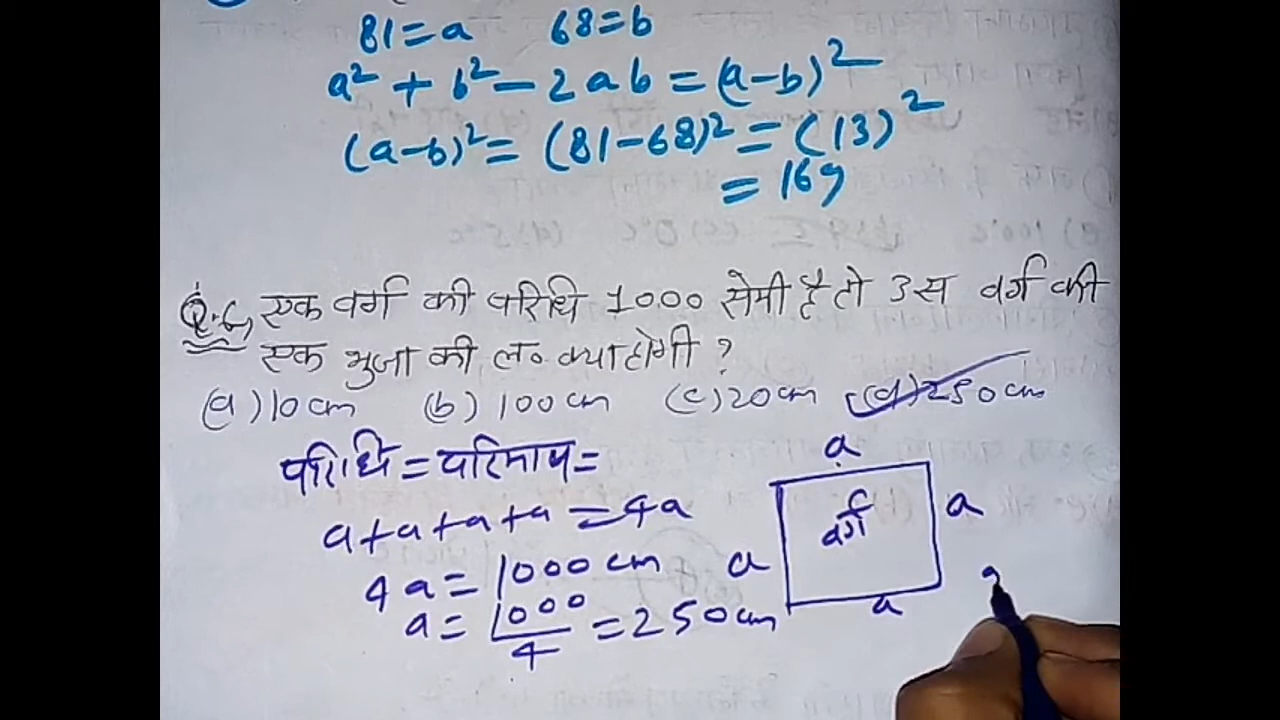 81=a 68=b
a² + b² - 2ab = (a-b)²
(a-b)² = (81-68)² = (13)²
= 169
Q.6, एक वर्ग की परिधि 1000 सेमी है तो उस वर्ग की
एक भुजा की ल० क्या होगी ?
(a) 10 cm (b) 100 cm (c) 20 cm (d) 250 cm
परिधि = परिमाप =
a+a+a+a = 4a
4a = 1000 cm
a = 1000/4 = 250 cm
a
a
वर्ग
a
a